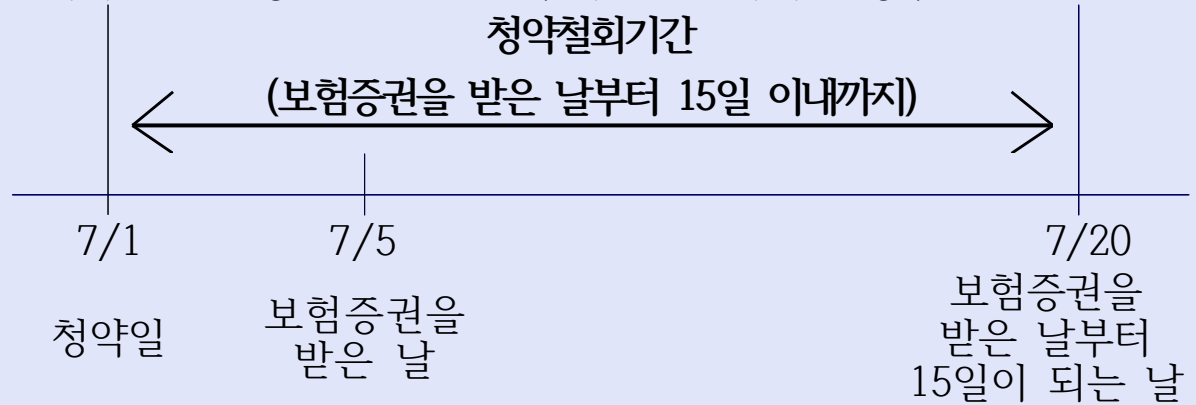 청약철회기간
(보험증권을 받은 날부터 15일 이내까지)
7/1
7/5
7/20
청약일
보험증권을
받은 날
보험증권을
받은 날부터
15일이 되는 날